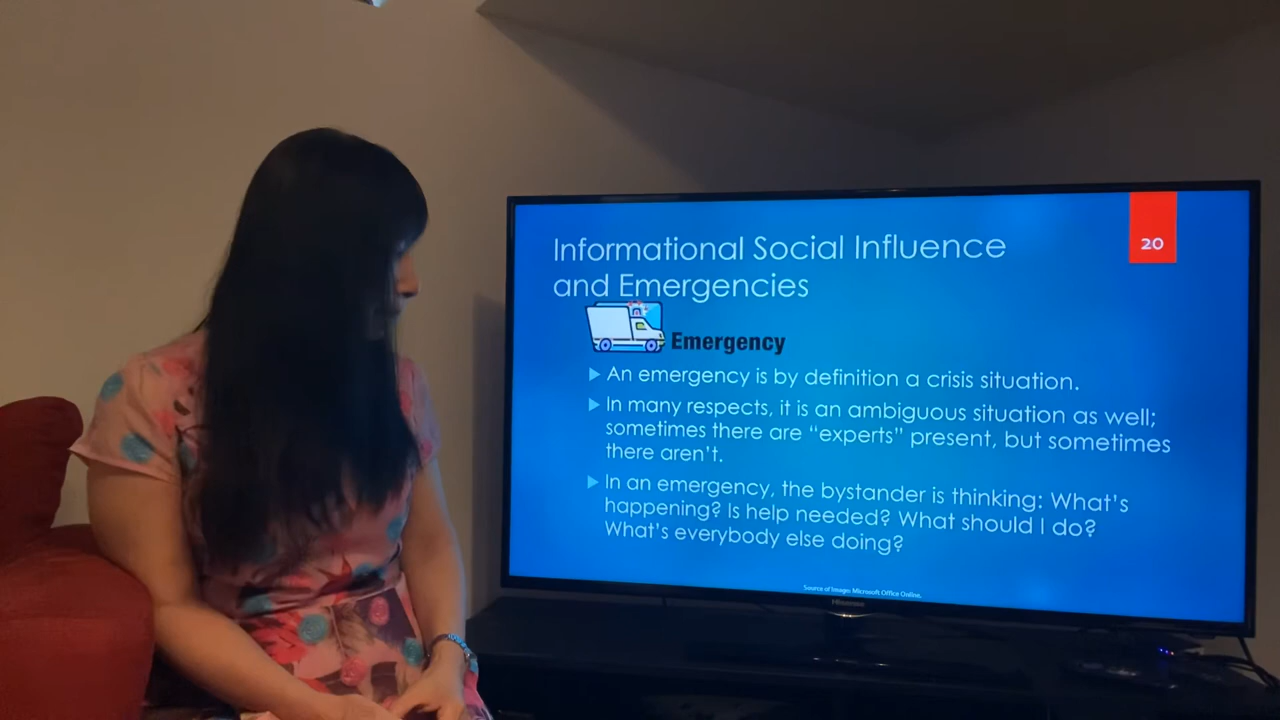 20
Informational Social Influence
and Emergencies
Emergency
An emergency is by definition a crisis situation.
In many respects, it is an ambiguous situation as well;
sometimes there are “experts” present, but sometimes
there aren’t.
In an emergency, the bystander is thinking: What’s
happening? Is help needed? What should I do?
What’s everybody else doing?
Source of Image: Microsoft Office Online.
Hisense